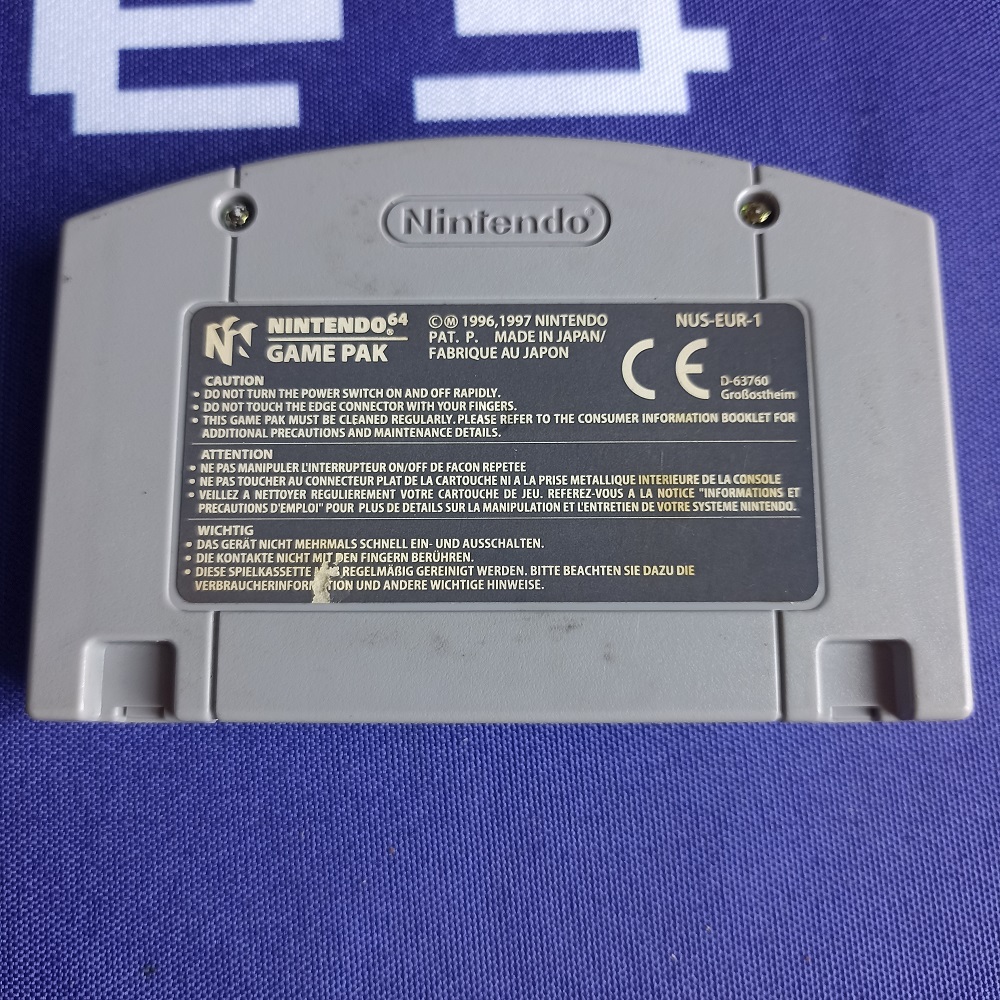 Nintendo®
NINTENDO®64
GAME PAK
©Ⓜ 1996,1997 NINTENDO
PAT. P. MADE IN JAPAN/
FABRIQUE AU JAPON
NUS-EUR-1
CE
D-63760
Großostheim
CAUTION
• DO NOT TURN THE POWER SWITCH ON AND OFF RAPIDLY.
• DO NOT TOUCH THE EDGE CONNECTOR WITH YOUR FINGERS.
• THIS GAME PAK MUST BE CLEANED REGULARLY. PLEASE REFER TO THE CONSUMER INFORMATION BOOKLET FOR
ADDITIONAL PRECAUTIONS AND MAINTENANCE DETAILS.
ATTENTION
• NE PAS MANIPULER L'INTERRUPTEUR ON/OFF DE FACON REPETEE
• NE PAS TOUCHER AU CONNECTEUR PLAT DE LA CARTOUCHE NI A LA PRISE METALLIQUE INTERIEURE DE LA CONSOLE
• VEILLEZ A NETTOYER REGULIEREMENT VOTRE CARTOUCHE DE JEU. REFEREZ-VOUS A LA NOTICE "INFORMATIONS ET
PRECAUTIONS D'EMPLOI" POUR PLUS DE DETAILS SUR LA MANIPULATION ET L'ENTRETIEN DE VOTRE SYSTEME NINTENDO.
WICHTIG
• DAS GERÄT NICHT MEHRMALS SCHNELL EIN- UND AUSSCHALTEN.
• DIE KONTAKTE NICHT MIT DEN FINGERN BERÜHREN.
• DIESE SPIELKASSETTE REGELMÄßIG GEREINIGT WERDEN. BITTE BEACHTEN SIE DAZU DIE
UND ANDERE WICHTIGE HINWEISE.